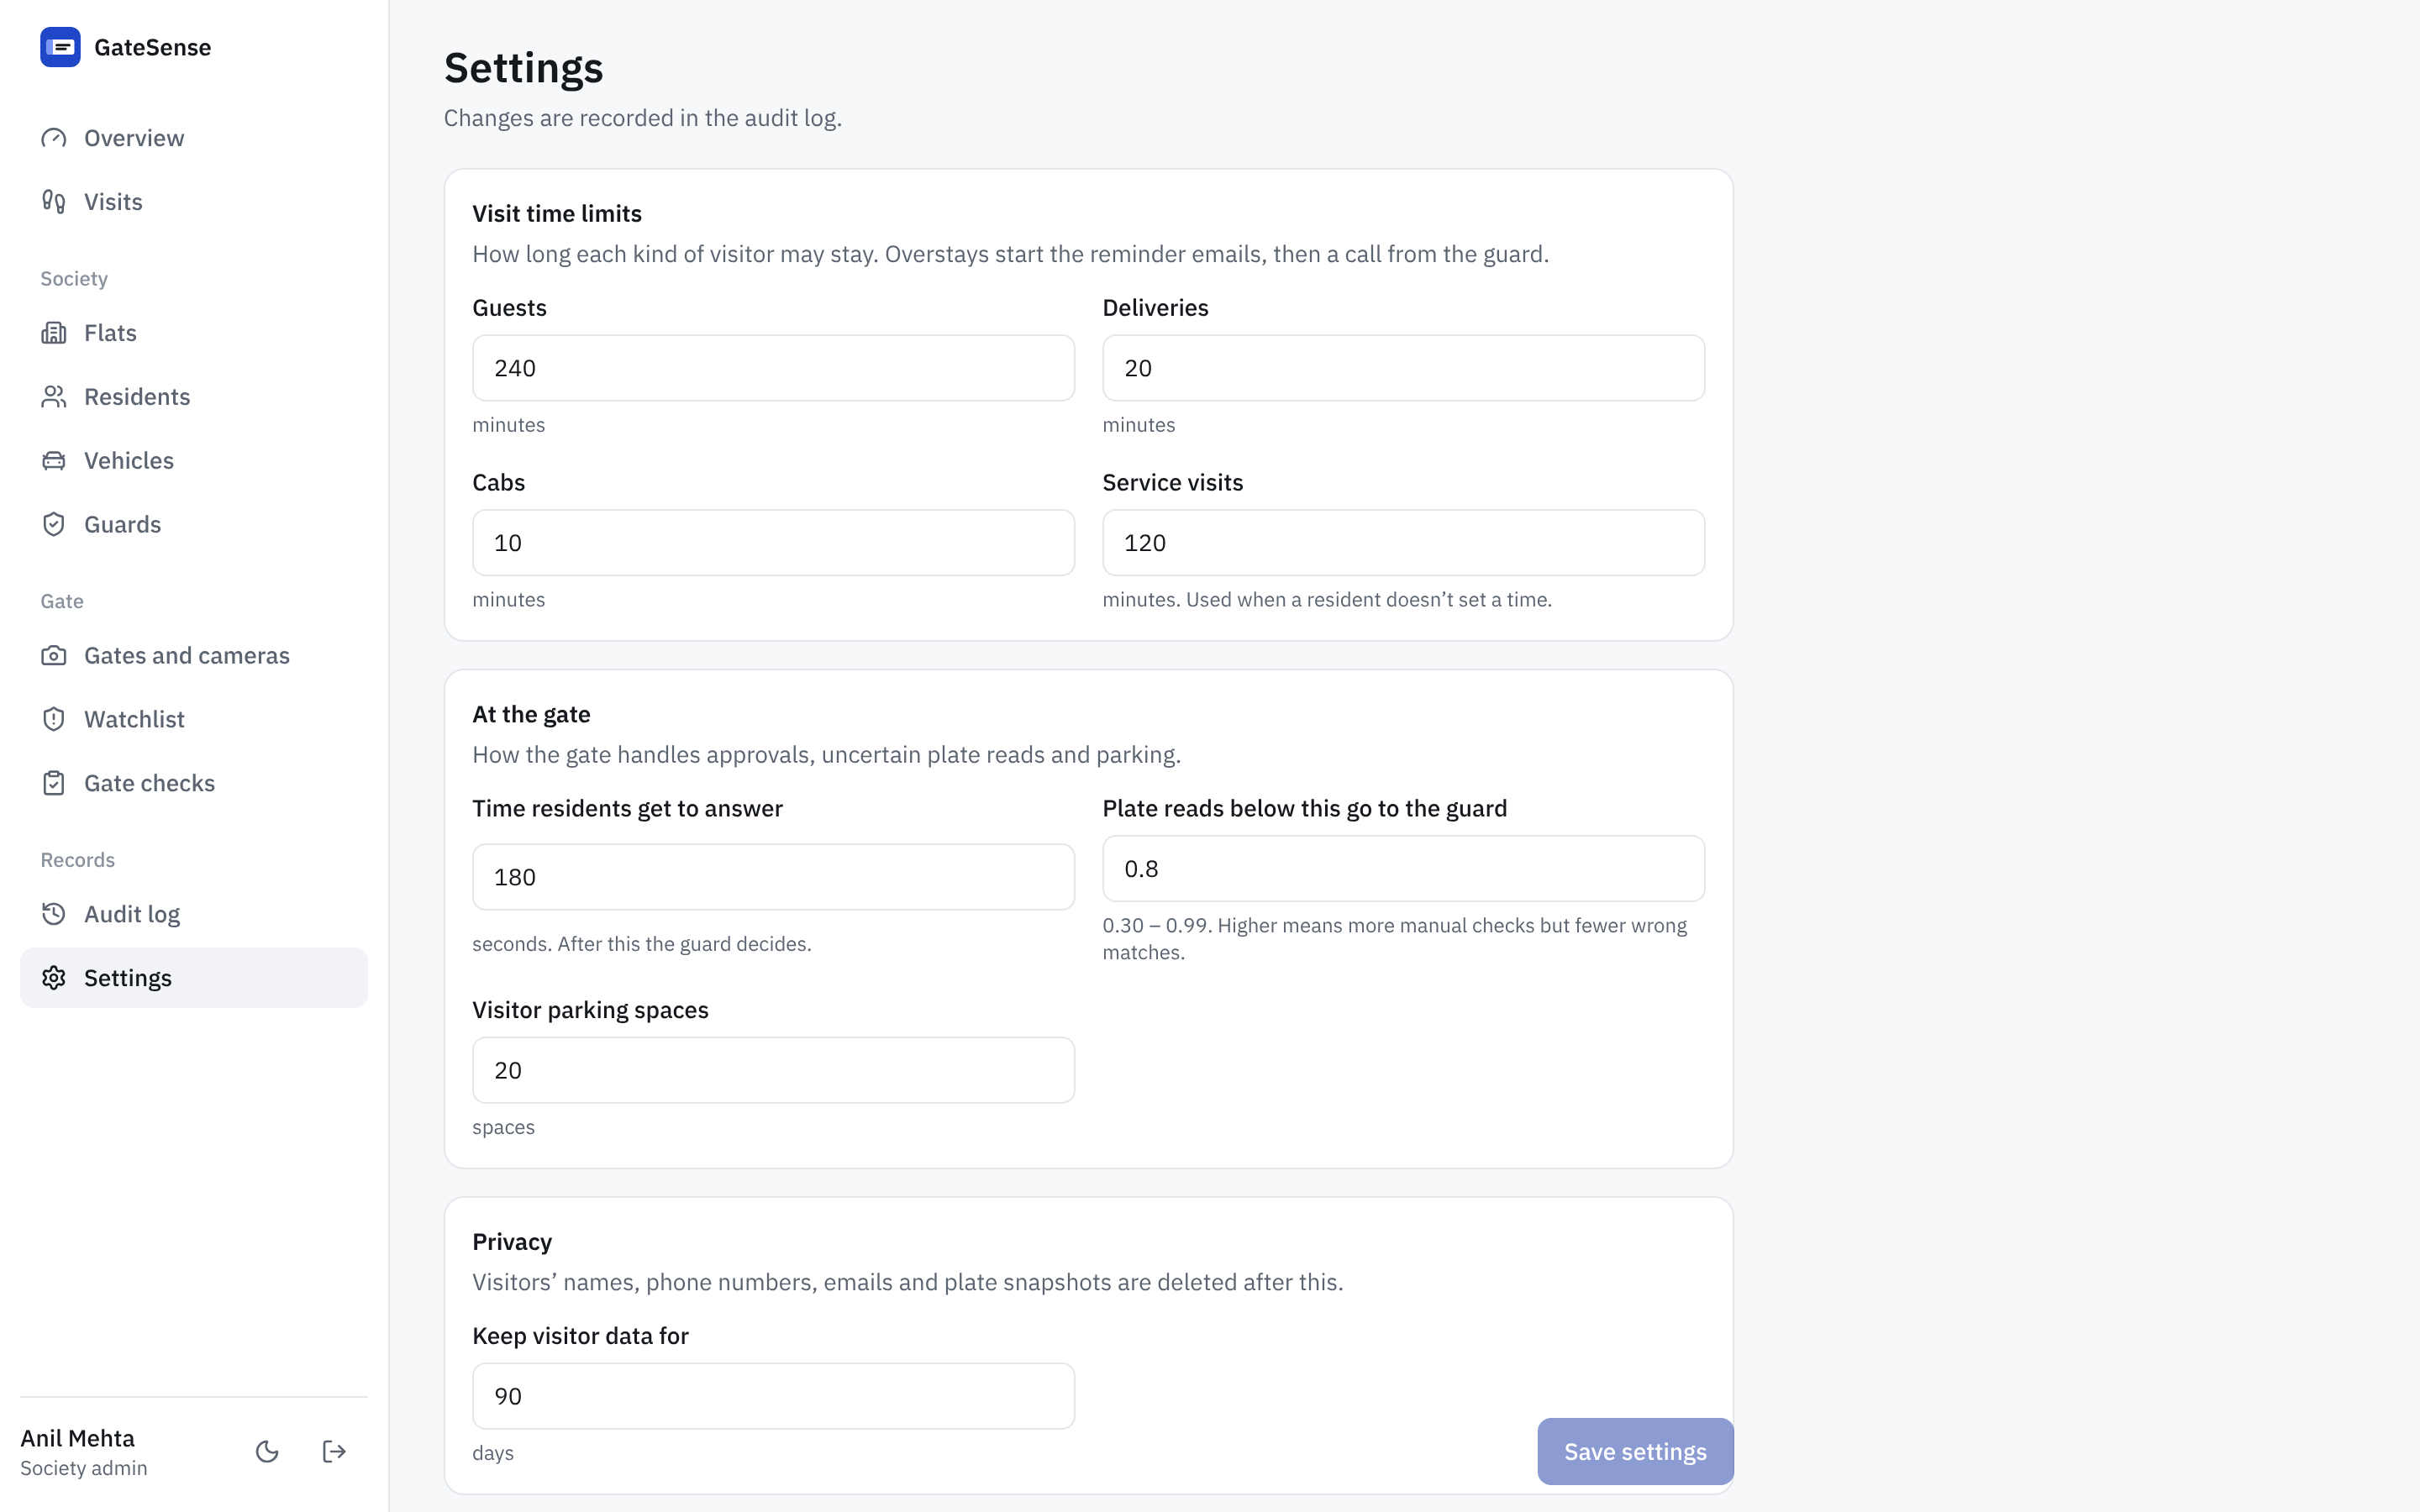 GateSense
Overview
Visits
Society
Flats
Residents
Vehicles
Guards
Gate
Gates and cameras
Watchlist
Gate checks
Records
Audit log
Settings
Anil Mehta
Society admin
Settings
Changes are recorded in the audit log.
Visit time limits
How long each kind of visitor may stay. Overstays start the reminder emails, then a call from the guard.
Guests
240
minutes
Deliveries
20
minutes
Cabs
10
minutes
Service visits
120
minutes. Used when a resident doesn’t set a time.
At the gate
How the gate handles approvals, uncertain plate reads and parking.
Time residents get to answer
180
seconds. After this the guard decides.
Plate reads below this go to the guard
0.8
0.30 – 0.99. Higher means more manual checks but fewer wrong
matches.
Visitor parking spaces
20
spaces
Privacy
Visitors’ names, phone numbers, emails and plate snapshots are deleted after this.
Keep visitor data for
90
days
Save settings